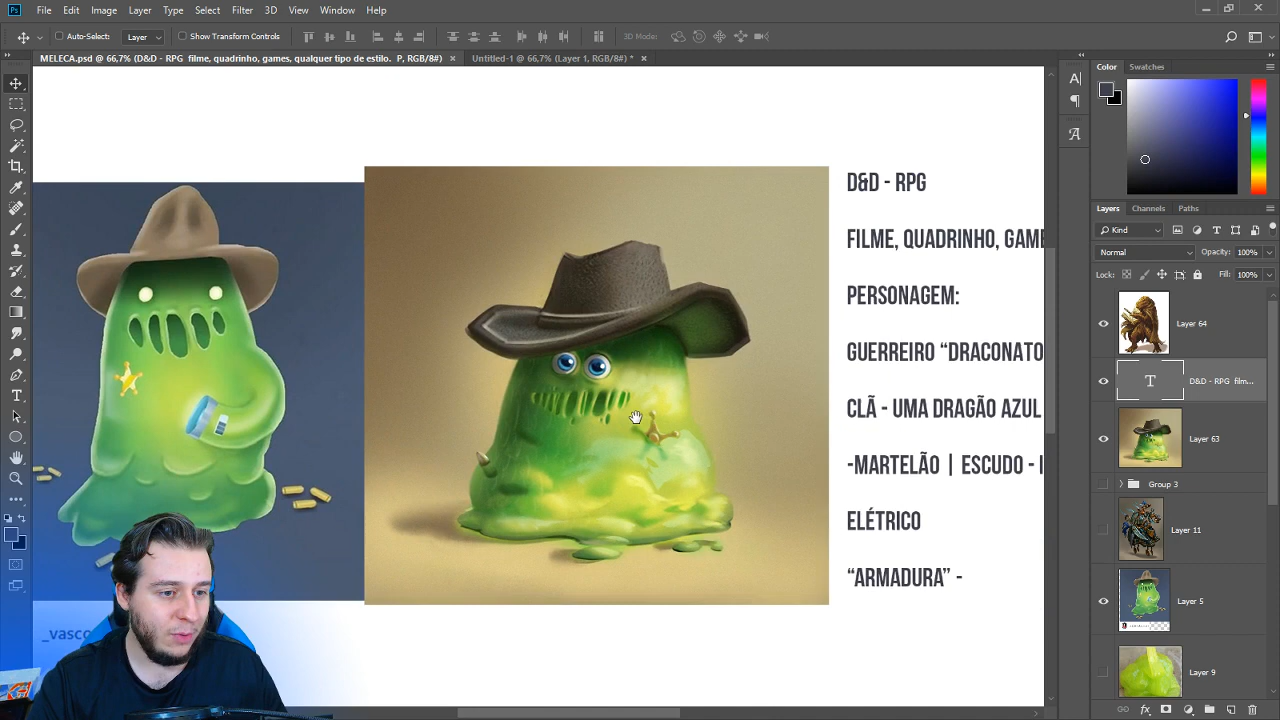 Ps File Edit Image Layer Type Select Filter 3D View Window Help
Auto-Select: Layer Show Transform Controls 3D Mode:
MELECA.psd @ 66,7% (D&D - RPG filme, quadrinho, games, qualquer tipo de estilo. P, RGB/8#) × Untitled-1 @ 66,7% (Layer 1, RGB/8#) * ×
Color Swatches
D&D - RPG
FILME, QUADRINHO, GAME
PERSONAGEM:
GUERREIRO “DRACONATO
CLÃ - UMA DRAGÃO AZUL
-MARTELÃO | ESCUDO - I
ELÉTRICO
“ARMADURA” -
_vasco
Layers Channels Paths
Kind
Normal Opacity: 100%
Lock: Fill: 100%
Layer 64
D&D - RPG film...
Layer 63
Group 3
Layer 11
Layer 5
Layer 9